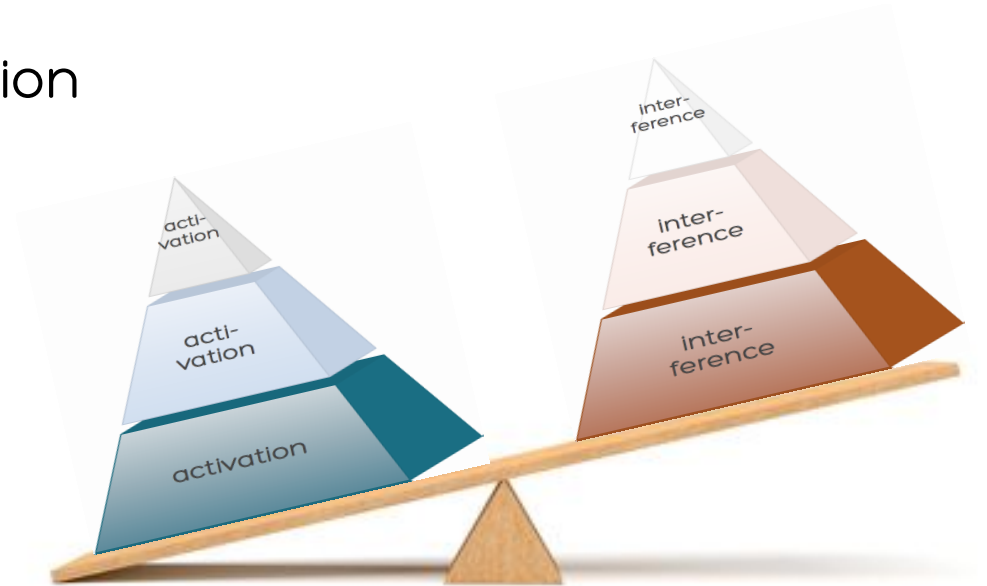 ion
acti-
vation
acti-
vation
activation
inter-
ference
inter-
ference
inter-
ference